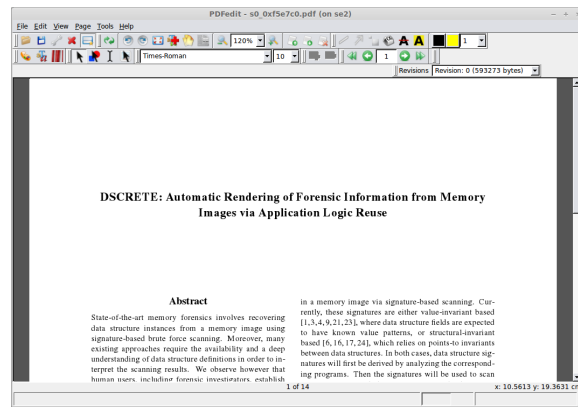 PDFedit - s0_0xf5e7c0.pdf (on se2)
File Edit View Page Tools Help
120%
1
Times-Roman
10
1
Revisions Revision: 0 (593273 bytes)
DSCRETE: Automatic Rendering of Forensic Information from Memory
Images via Application Logic Reuse
Abstract
State-of-the-art memory forensics involves recovering
data structure instances from a memory image using
signature-based brute force scanning. Moreover, many
existing approaches require the availability and a deep
understanding of data structure definitions in order to in-
terpret the scanning results. We observe however that
human users, including forensic investigators, establish
in a memory image via signature-based scanning. Cur-
rently, these signatures are either value-invariant based
[1,3,4,9,21,23], where data structure fields are expected
to have known value patterns, or structural-invariant
based [6,16,17,24], which relies on points-to invariants
between data structures. In both cases, data structure sig-
natures will first be derived by analyzing the correspond-
ing programs. Then the signatures will be used to scan
1 of 14
x: 10.5613 y: 19.3631 cm